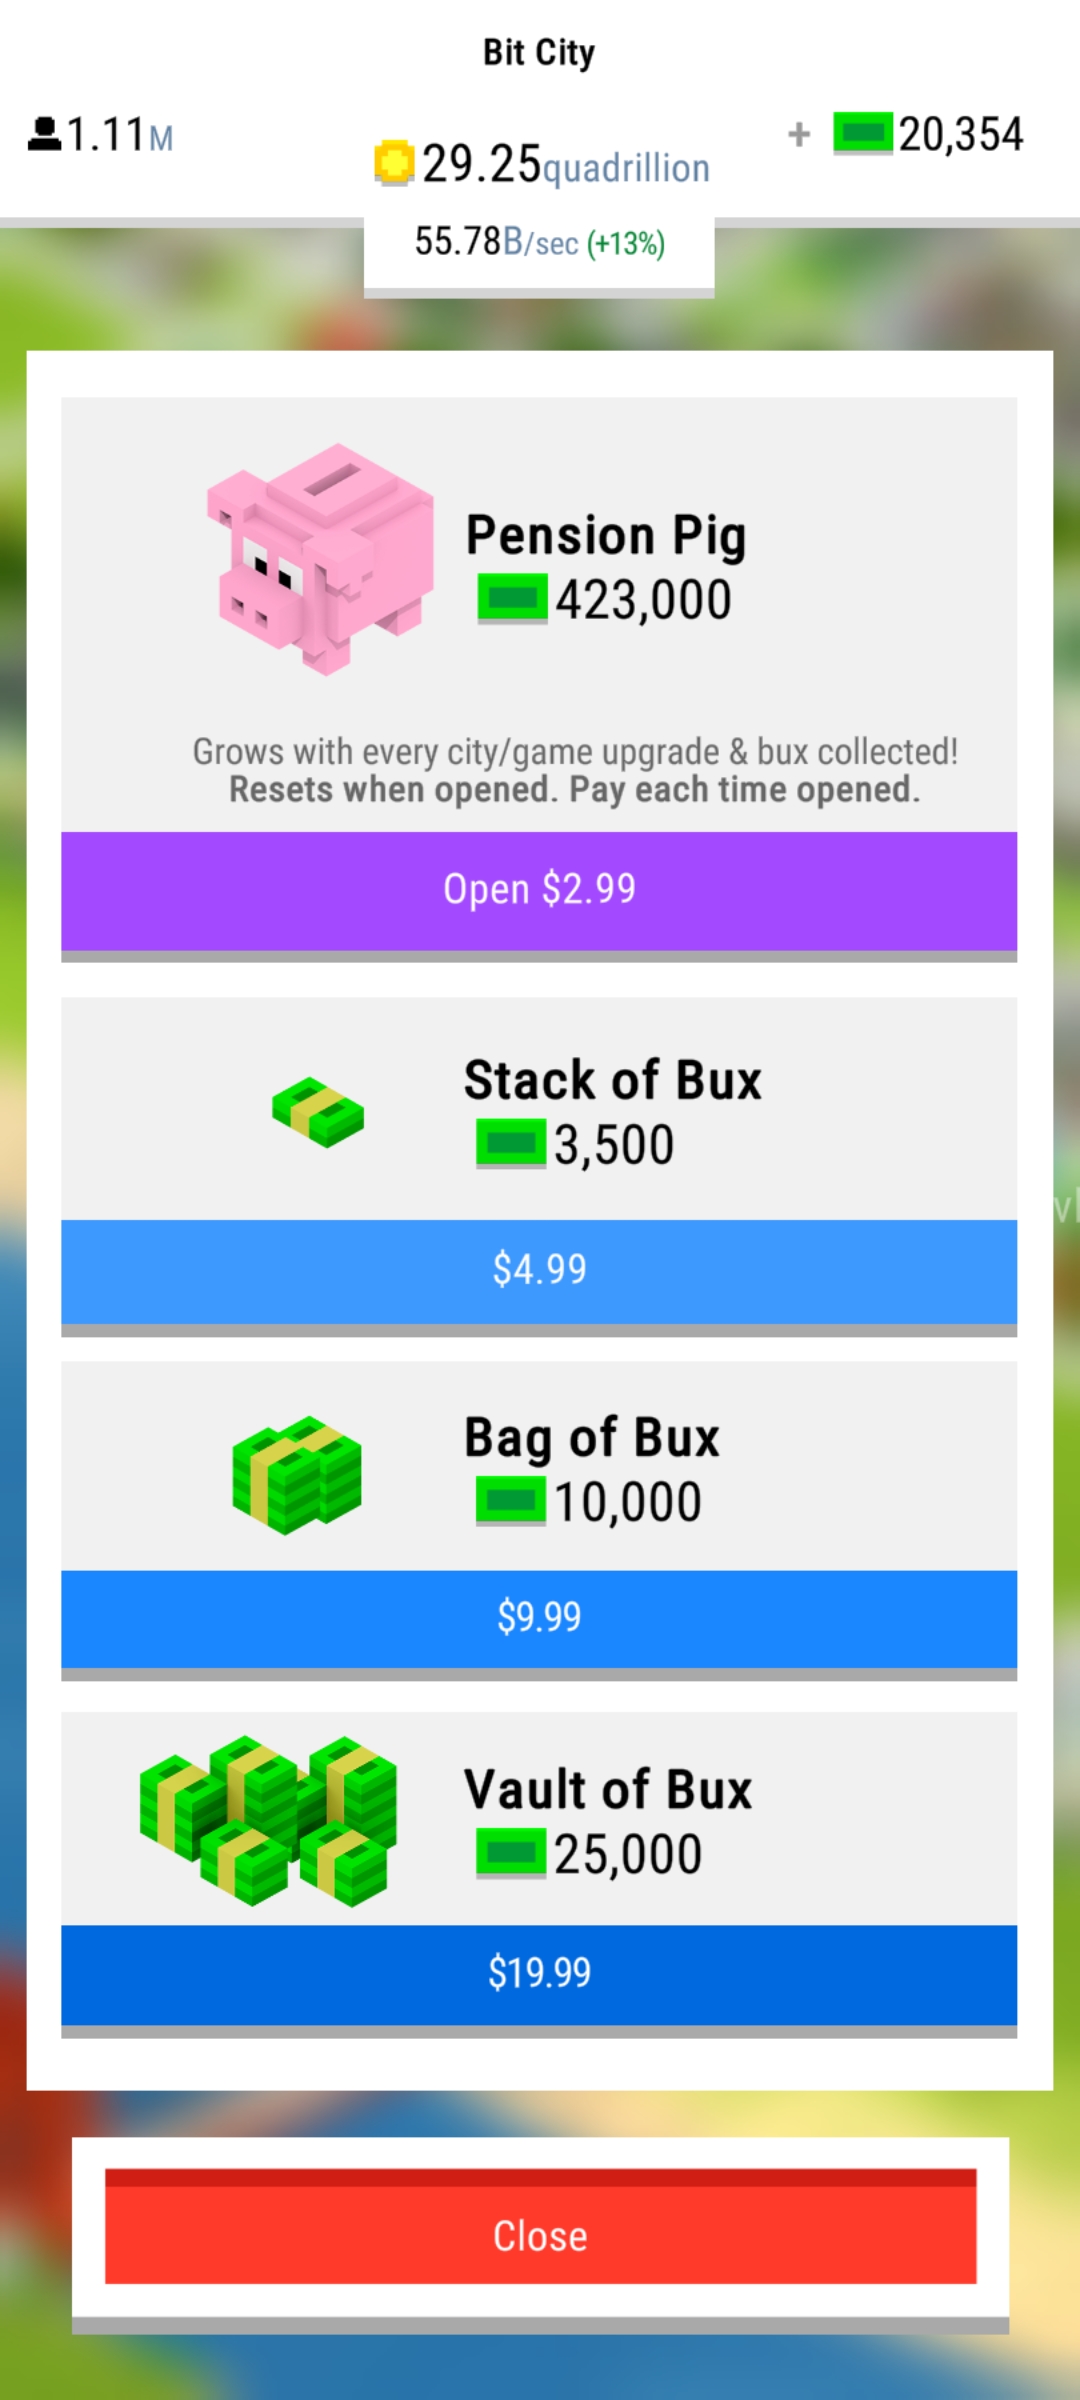 Bit City
1.11M
29.25quadrillion
+ 20,354
55.78B/sec (+13%)
Pension Pig
423,000
Grows with every city/game upgrade & bux collected!
Resets when opened. Pay each time opened.
Open $2.99
Stack of Bux
3,500
$4.99
Bag of Bux
10,000
$9.99
Vault of Bux
25,000
$19.99
Close